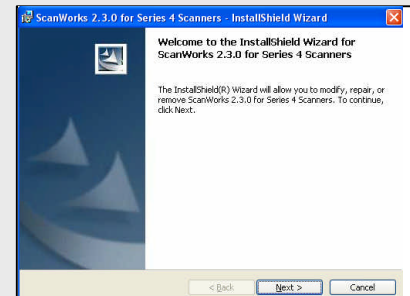 ScanWorks 2.3.0 for Series 4 Scanners - InstallShield Wizard
Welcome to the InstallShield Wizard for
ScanWorks 2.3.0 for Series 4 Scanners
The InstallShield(R) Wizard will allow you to modify, repair, or
remove ScanWorks 2.3.0 for Series 4 Scanners. To continue,
click Next.
< Back Next > Cancel